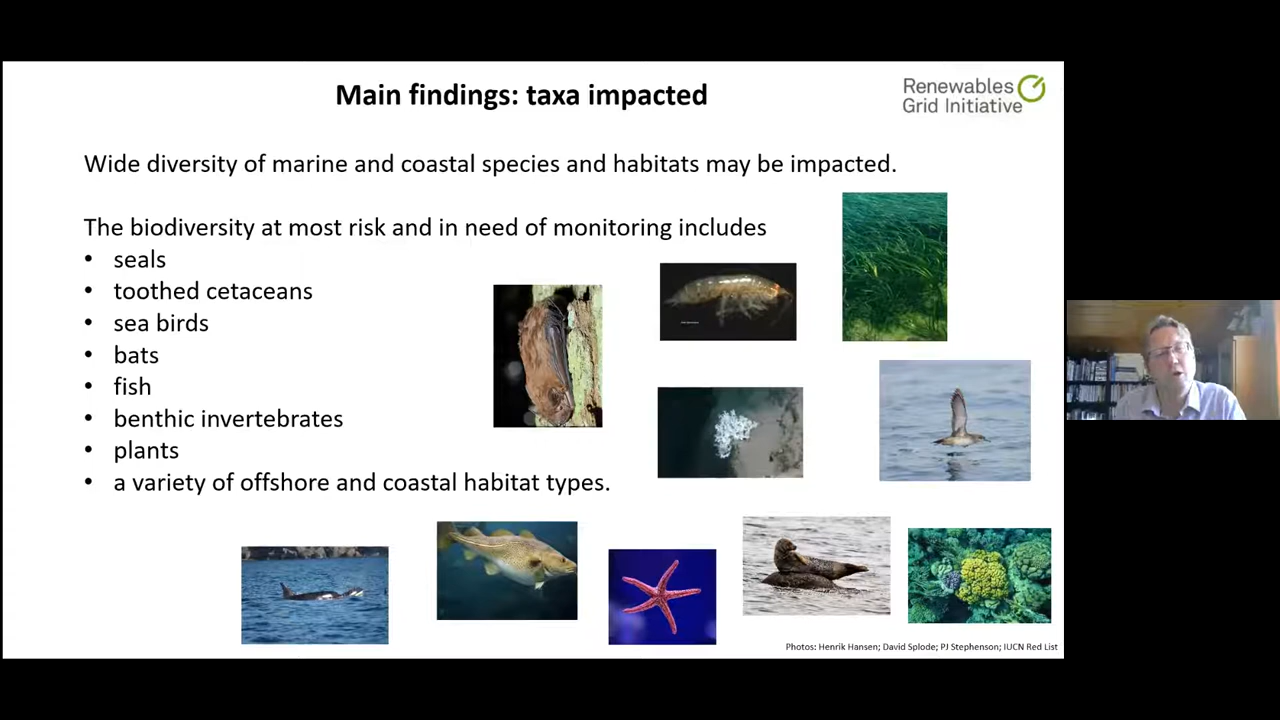 Main findings: taxa impacted
Renewables
Grid Initiative
Wide diversity of marine and coastal species and habitats may be impacted.
The biodiversity at most risk and in need of monitoring includes
• seals
• toothed cetaceans
• sea birds
• bats
• fish
• benthic invertebrates
• plants
• a variety of offshore and coastal habitat types.
Photos: Henrik Hansen; David Splode; PJ Stephenson; IUCN Red List